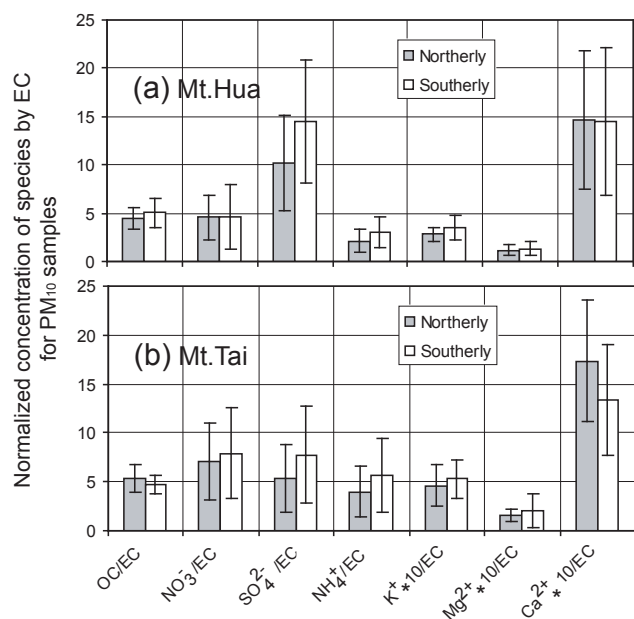 Normalized concentration of species by EC
for PM₁₀ samples
25
20
15
10
5
0
(a) Mt.Hua
Northerly
Southerly
25
20
15
10
5
0
(b) Mt.Tai
Northerly
Southerly
OC/EC
NO₃⁻/EC
SO₄²⁻/EC
NH₄⁺/EC
K⁺*10/EC
Mg²⁺*10/EC
Ca²⁺*10/EC